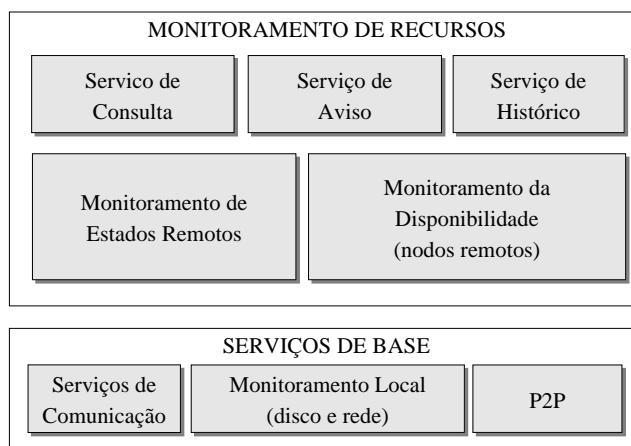 MONITORAMENTO DE RECURSOS
Servico de
Consulta
Serviço de
Aviso
Serviço de
Histórico
Monitoramento de
Estados Remotos
Monitoramento da
Disponibilidade
(nodos remotos)
SERVIÇOS DE BASE
Serviços de
Comunicação
Monitoramento Local
(disco e rede)
P2P